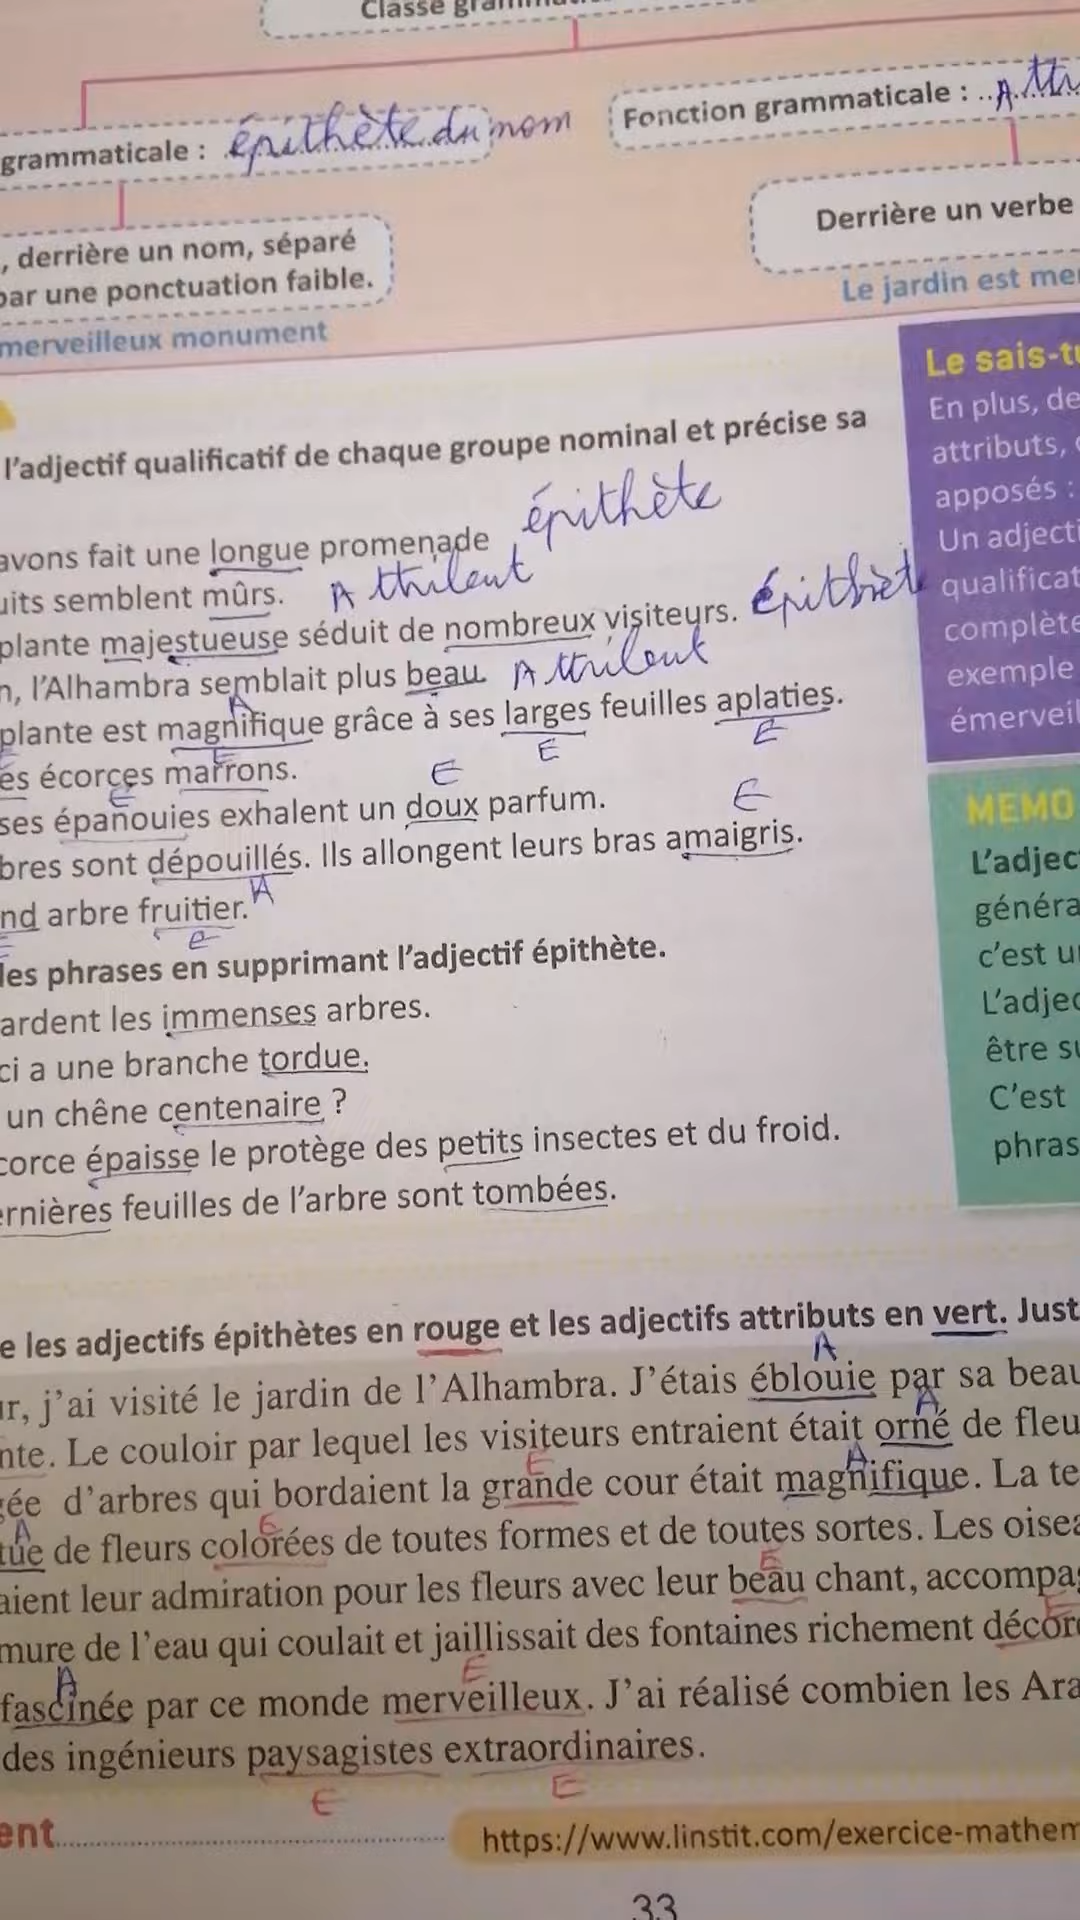 Classe
grammaticale : épithète du nom
Fonction grammaticale :
, derrière un nom, séparé
par une ponctuation faible.
merveilleux monument
Derrière un verbe
Le jardin est
l'adjectif qualificatif de chaque groupe nominal et précise sa
avons fait une longue promenade épithète
semblent mûrs. Attribut
plante majestueuse séduit de nombreux visiteurs. épithète
l'Alhambra semblait plus beau. Attribut
A
plante est magnifique grâce à ses larges feuilles aplaties.
E E E
es écorces marrons.
E E E
ses épanouies exhalent un doux parfum.
bres sont dépouillés. Ils allongent leurs bras amaigris.
A
nd arbre fruitier.
e
les phrases en supprimant l'adjectif épithète.
ardent les immenses arbres.
ci a une branche tordue.
un chêne centenaire ?
corce épaisse le protège des petits insectes et du froid.
ernières feuilles de l'arbre sont tombées.
Le sais-tu
En plus, de
attributs,
apposés :
Un adjecti
qualificat
complète
exemple
émerveil
MEMO
L'adjec
généra
c'est
L'adjec
être su
C'est
phras
e les adjectifs épithètes en rouge et les adjectifs attributs en vert. Just
A
ur, j'ai visité le jardin de l'Alhambra. J'étais éblouie par sa beau
A
nte. Le couloir par lequel les visiteurs entraient était orné de fleu
E A
gée d'arbres qui bordaient la grande cour était magnifique. La te
A E
tue de fleurs colorées de toutes formes et de toutes sortes. Les oisea
E
aient leur admiration pour les fleurs avec leur beau chant, accompag
E
mure de l'eau qui coulait et jaillissait des fontaines richement décor
A E
fascinée par ce monde merveilleux. J'ai réalisé combien les Ara
des ingénieurs paysagistes extraordinaires.
E E
ent
https://www.linstit.com/exercice-mathem
33